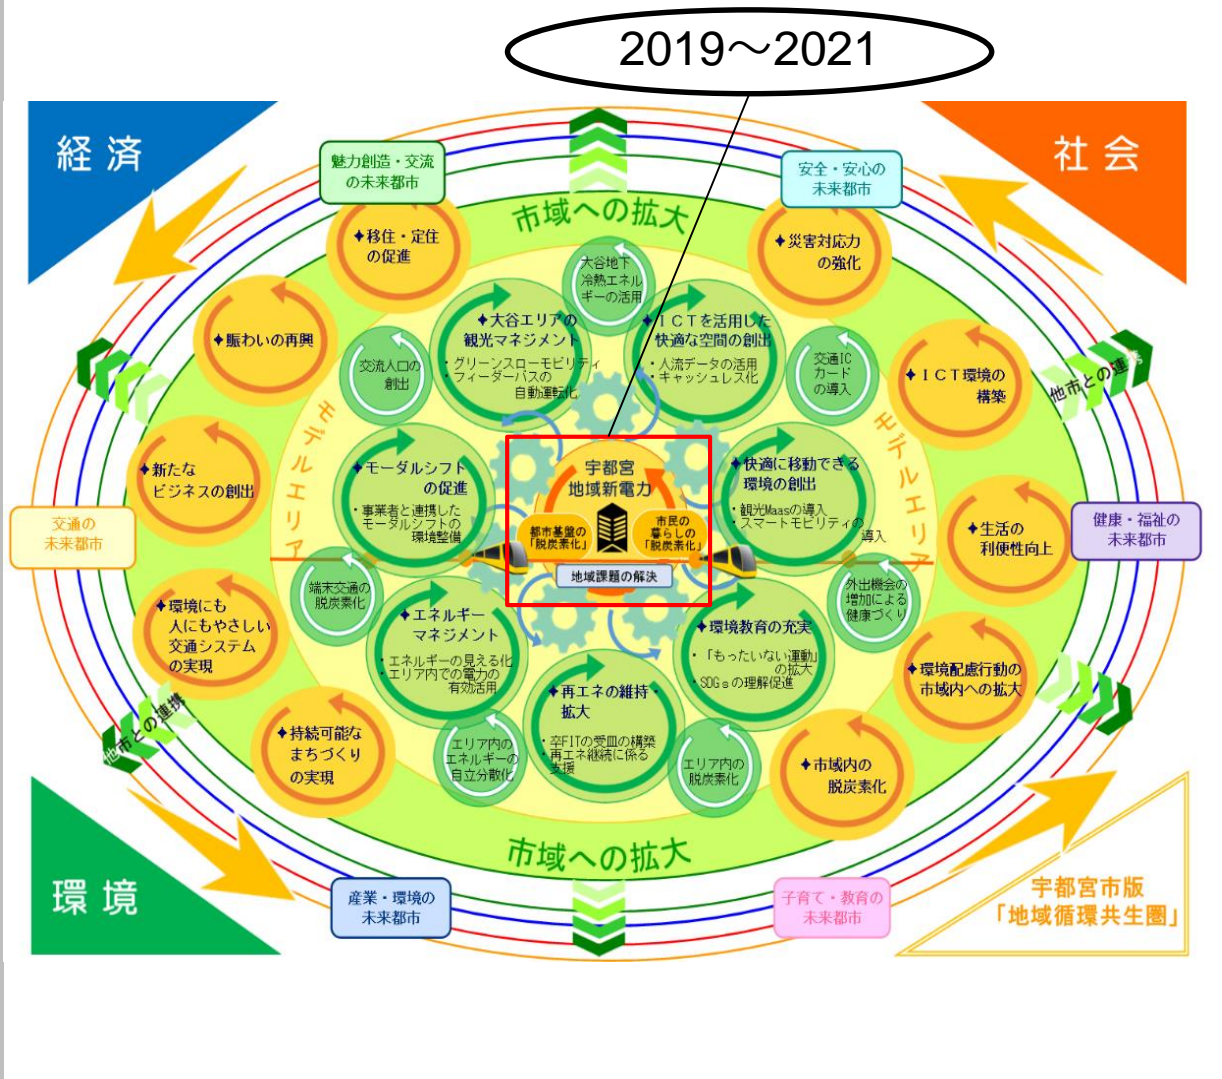 2019～2021
経済
社会
魅力創造・交流
の未来都市
安全・安心の
未来都市
市域への拡大
✦移住・定住
の促進
✦災害対応力
の強化
大谷地下
冷熱エネル
ギーの活用
✦大谷エリアの
観光マネジメント
・グリーンスローモビリティ
・フィーダーバスの
自動運転化
✦ＩＣＴを活用した
快適な空間の創出
・人流データの活用
・キャッシュレス化
✦賑わいの再興
交流人口の
創出
交通IC
カード
の導入
✦ＩＣＴ環境の
構築
他市との連携
モデルエリア
モデルエリア
✦新たな
ビジネスの創出
✦モーダルシフト
の促進
・事業者と連携した
モーダルシフトの
環境整備
宇都宮
地域新電力
都市基盤の
「脱炭素化」
市民の
暮らしの
「脱炭素化」
地域課題の解決
✦快適に移動できる
環境の創出
・観光Maasの導入
・スマートモビリティの
導入
✦生活の
利便性向上
交通の
未来都市
健康・福祉の
未来都市
端末交通の
脱炭素化
外出機会の
増加による
健康づくり
✦環境にも
人にもやさしい
交通システム
の実現
✦エネルギー
マネジメント
・エネルギーの見える化
・エリア内での電力の
有効活用
✦環境教育の充実
・「もったいない運動」
の拡大
・SDGｓの理解促進
✦環境配慮行動の
市域内への拡大
✦再エネの維持・
拡大
・卒FITの受皿の構築
・再エネ継続に係る
支援
他市との連携
✦持続可能な
まちづくり
の実現
エリア内の
エネルギーの
自立分散化
エリア内の
脱炭素化
✦市域内の
脱炭素化
市域への拡大
環境
産業・環境の
未来都市
子育て・教育の
未来都市
宇都宮市版
「地域循環共生圏」